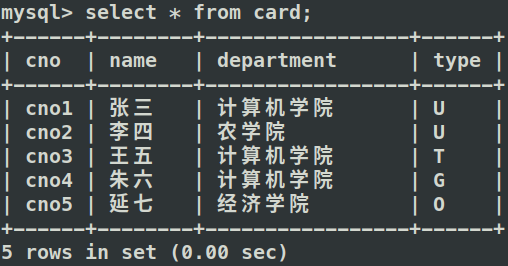 mysql> select * from card;
+------+--------+-----------------+------+
| cno | name | department | type |
+------+--------+-----------------+------+
| cno1 | 张三 | 计算机学院 | U |
| cno2 | 李四 | 农学院 | U |
| cno3 | 王五 | 计算机学院 | T |
| cno4 | 朱六 | 计算机学院 | G |
| cno5 | 延七 | 经济学院 | O |
+------+--------+-----------------+------+
5 rows in set (0.00 sec)